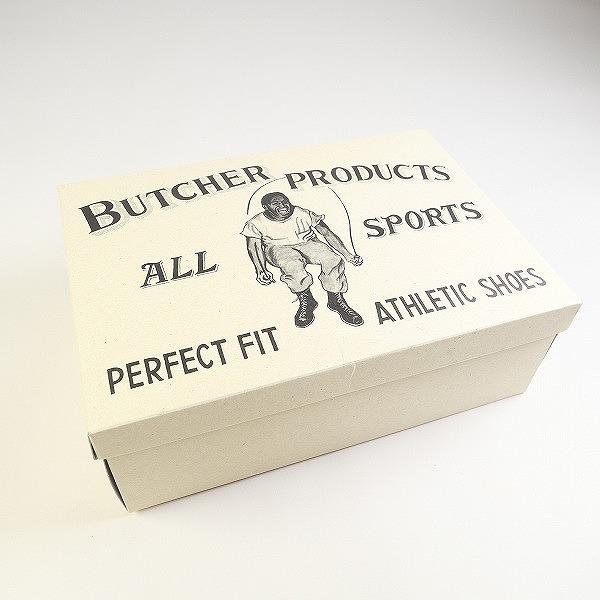 BUTCHER PRODUCTS
ALL SPORTS
PERFECT FIT ATHLETIC SHOES